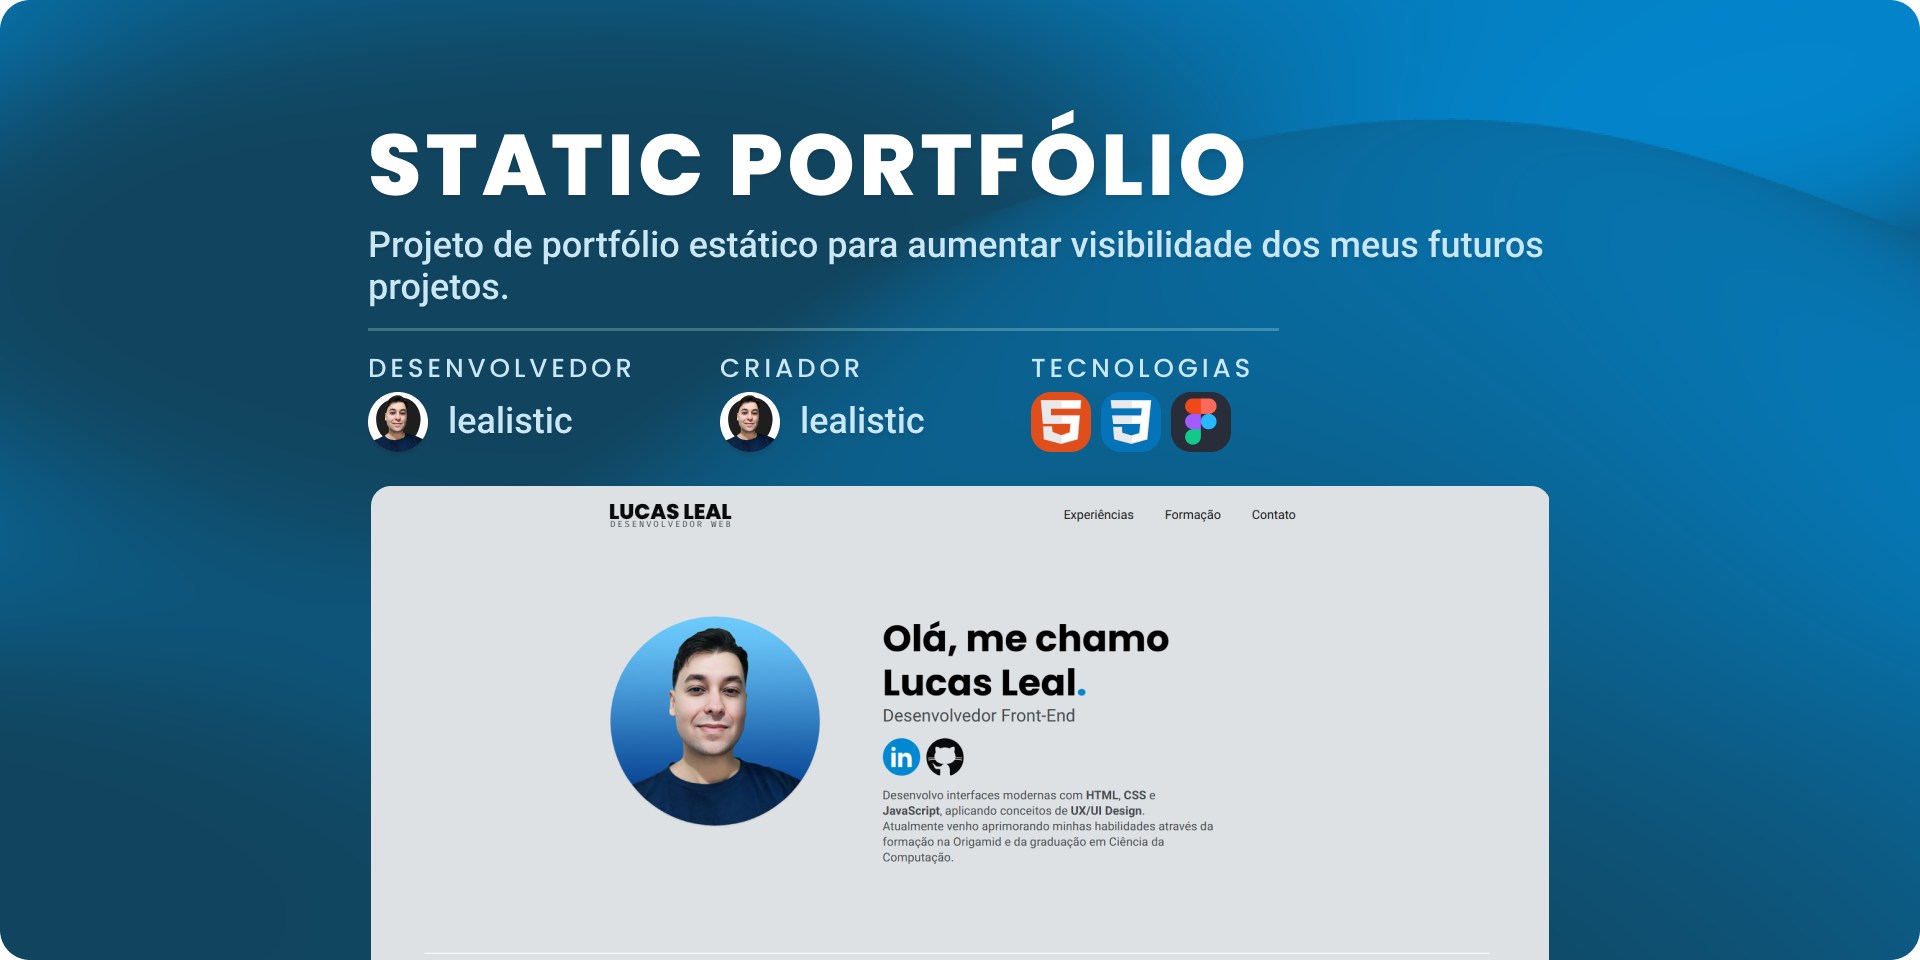 STATIC PORTFÓLIO
Projeto de portfólio estático para aumentar visibilidade dos meus futuros
projetos.
DESENVOLVEDOR
lealistic
CRIADOR
lealistic
TECNOLOGIAS
LUCAS LEAL
DESENVOLVEDOR WEB
Experiências Formação Contato
Olá, me chamo
Lucas Leal.
Desenvolvedor Front-End
in
Desenvolvo interfaces modernas com HTML, CSS e
JavaScript, aplicando conceitos de UX/UI Design.
Atualmente venho aprimorando minhas habilidades através da
formação na Origamid e da graduação em Ciência da
Computação.